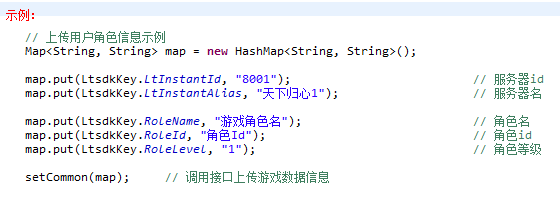 示例：
// 上传用户角色信息示例
Map<String, String> map = new HashMap<String, String>();
map.put(LtsdkKey.LtInstantId, "8001"); // 服务器id
map.put(LtsdkKey.LtInstantAlias, "天下归心1"); // 服务器名
map.put(LtsdkKey.RoleName, "游戏角色名"); // 角色名
map.put(LtsdkKey.RoleId, "角色Id"); // 角色id
map.put(LtsdkKey.RoleLevel, "1"); // 角色等级
setCommon(map); // 调用接口上传游戏数据信息